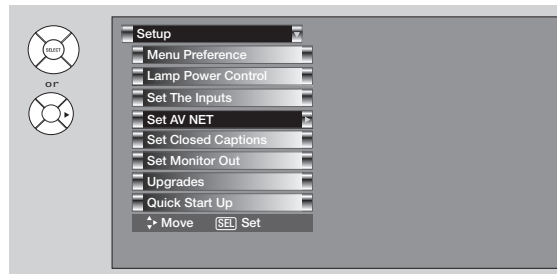 SELECT
or
Setup
Menu Preference
Lamp Power Control
Set The Inputs
Set AV NET
Set Closed Captions
Set Monitor Out
Upgrades
Quick Start Up
Move SEL Set